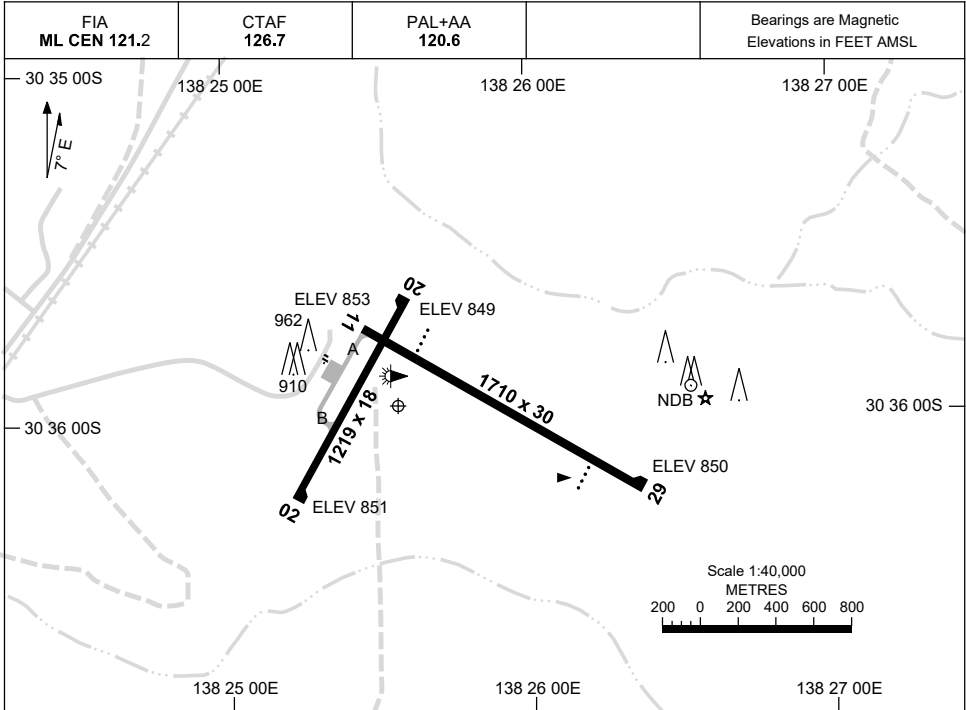 FIA
ML CEN 121.2
CTAF
126.7
PAL+AA
120.6
Bearings are Magnetic
Elevations in FEET AMSL
30 35 00S
138 25 00E
138 26 00E
138 27 00E
7° E
20
ELEV 853
ELEV 849
11
962
A
910
1710 x 30
NDB
30 36 00S
B
1219 x 18
30 36 00S
ELEV 850
29
02
ELEV 851
Scale 1:40,000
METRES
200 0 200 400 600 800
138 25 00E
138 26 00E
138 27 00E